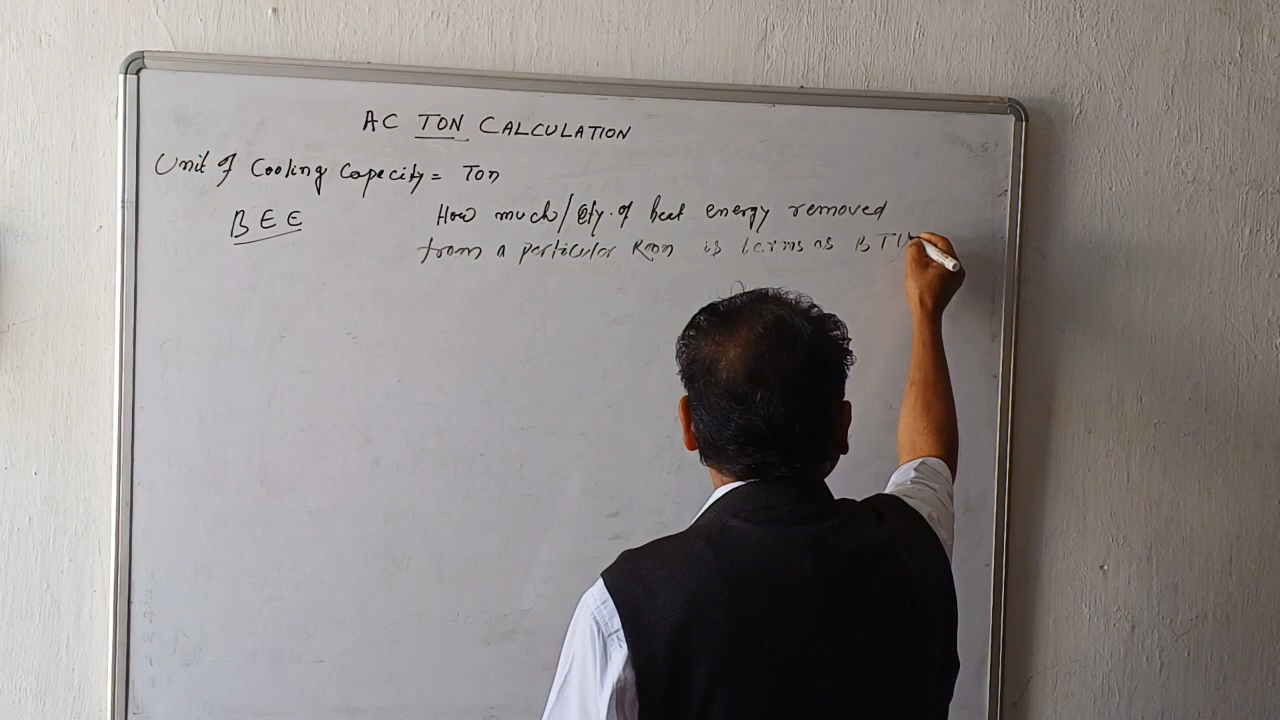 AC TON CALCULATION
Unit of Cooling Capacity = Ton
BEE
How much/Qty. of heat energy removed
from a particular Room is terms as BTU